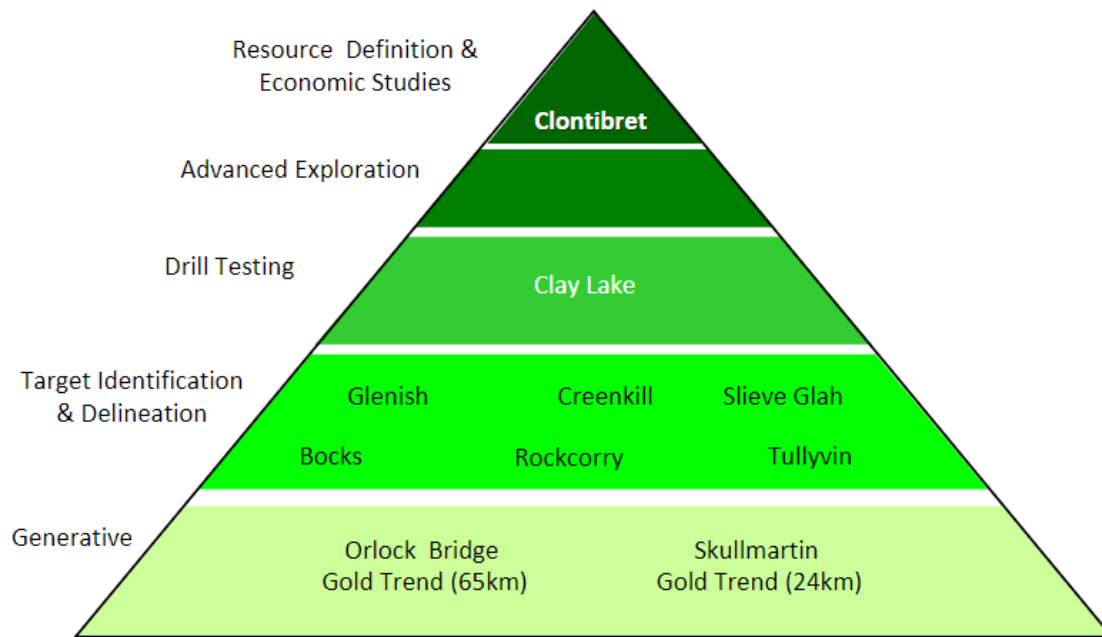 Resource Definition &
Economic Studies
Clontibret
Advanced Exploration
Drill Testing
Clay Lake
Target Identification
& Delineation
Glenish Creenkill Slieve Glah
Bocks Rockcorry Tullyvin
Generative
Orlock Bridge
Gold Trend (65km)
Skullmartin
Gold Trend (24km)